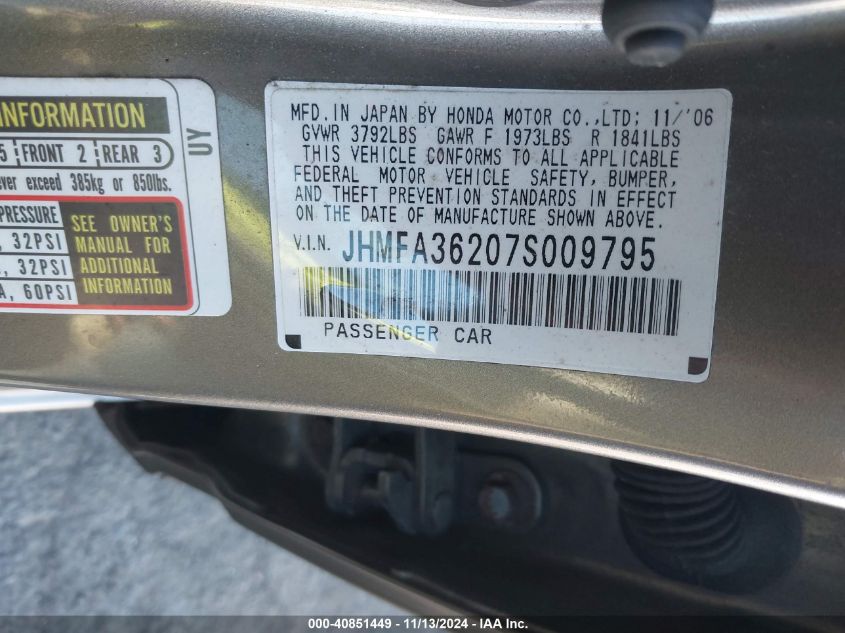 INFORMATION
5 FRONT 2 REAR 3
ever exceed 385kg or 850lbs.
PRESSURE
, 32PSI
, 32PSI
A, 60PSI
SEE OWNER'S
MANUAL FOR
ADDITIONAL
INFORMATION
UY
MFD. IN JAPAN BY HONDA MOTOR CO.,LTD; 11/'06
GVWR 3792LBS GAWR F 1973LBS R 1841LBS
THIS VEHICLE CONFORMS TO ALL APPLICABLE
FEDERAL MOTOR VEHICLE SAFETY, BUMPER,
AND THEFT PREVENTION STANDARDS IN EFFECT
ON THE DATE OF MANUFACTURE SHOWN ABOVE.
V.I.N. JHMFA36207S009795
PASSENGER CAR
000-40851449 - 11/13/2024 - IAAI.COM